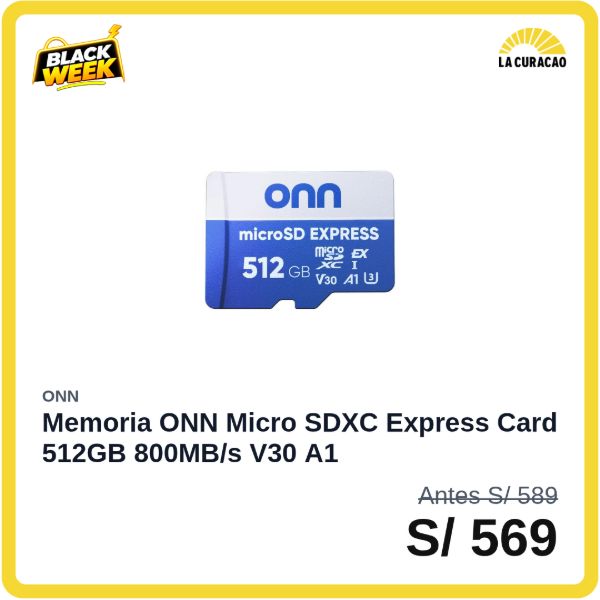 BLACK
WEEK
LA CURACAO
onn
microSD EXPRESS
512 GB
micro
SD
XC
EX
I
V30 A1 U3
ONN
Memoria ONN Micro SDXC Express Card
512GB 800MB/s V30 A1
Antes S/ 589
S/ 569